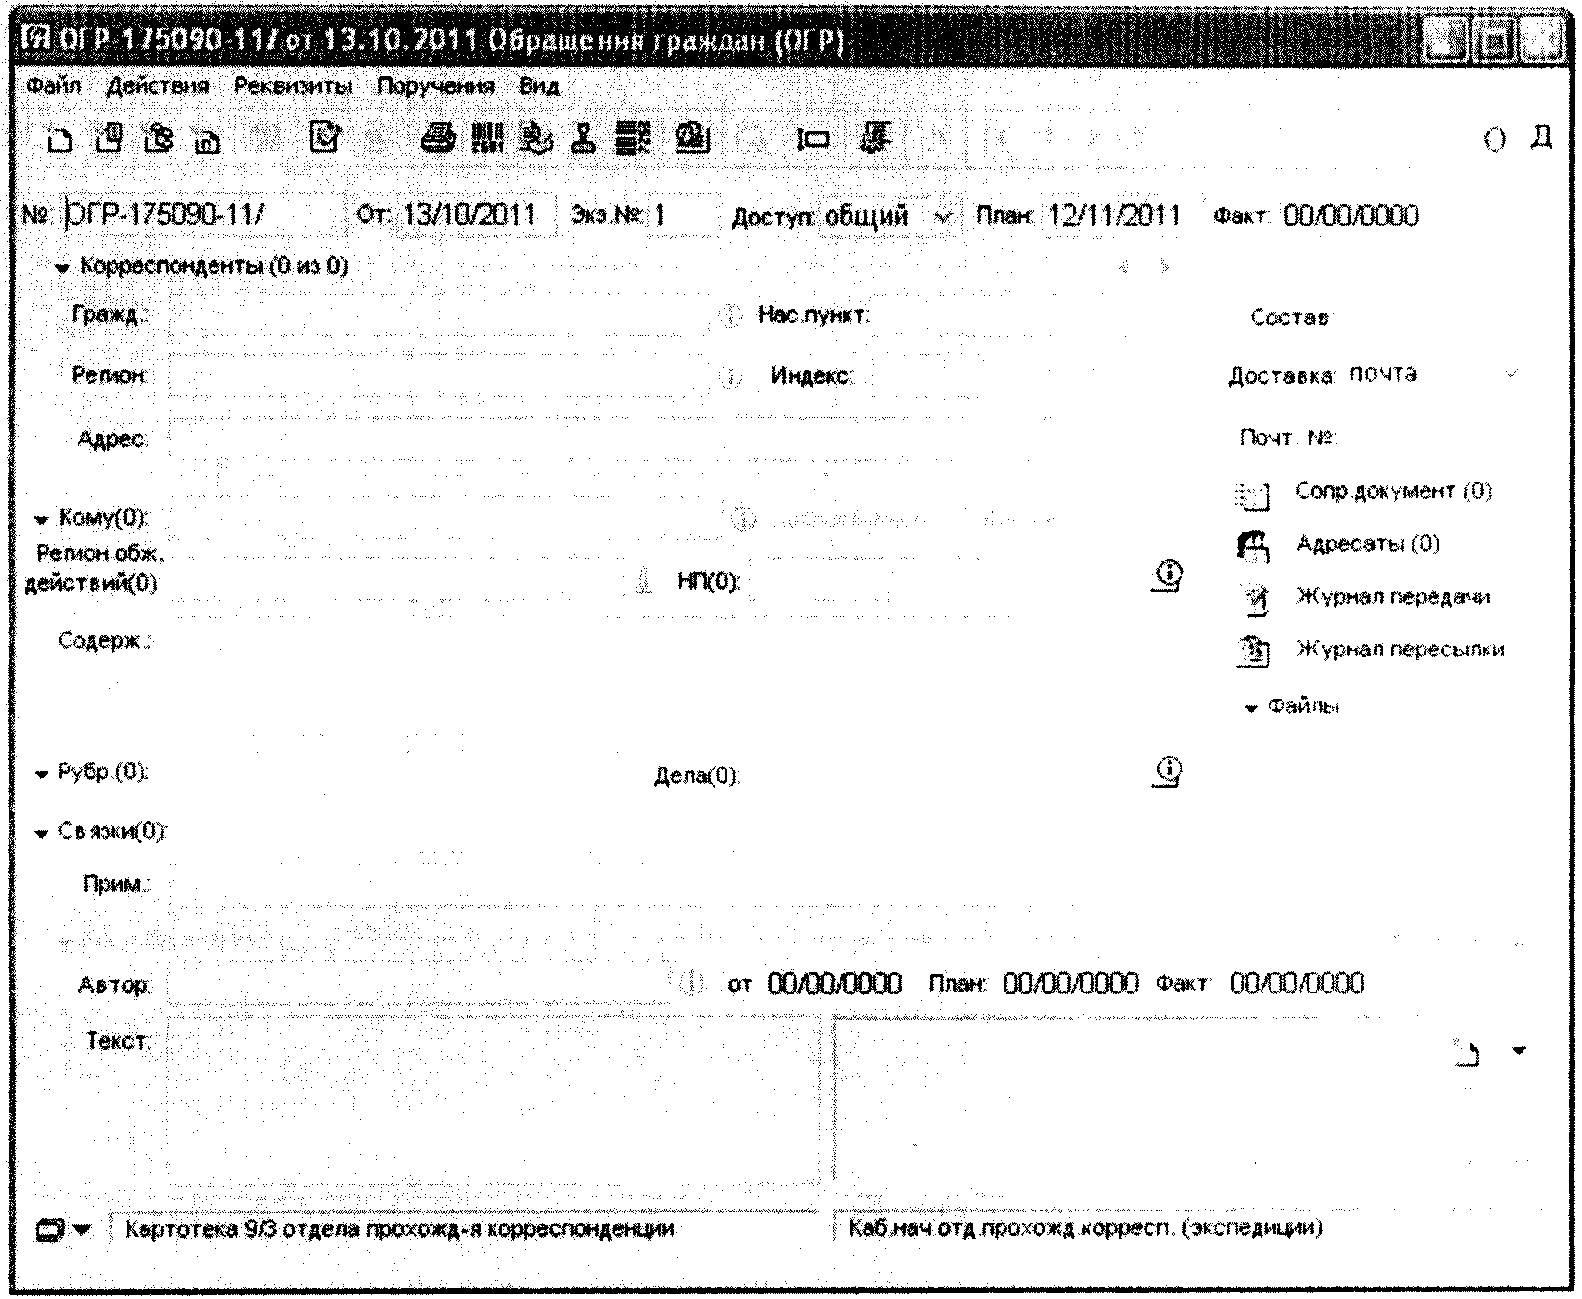 ОГР-175090-11/ от 13.10.2011 Обращения граждан (ОГР)
Файл Действия Реквизиты Поручения Вид
О Д
№: ОГР-175090-11/ От: 13/10/2011 Экз.№: 1 Доступ: общий План: 12/11/2011 Факт: 00/00/0000
Корреспонденты (0 из 0)
Гражд.: Нас.пункт: Состав:
Регион: Индекс: Доставка: почта
Адрес: Почт. №:
Сопр.документ (0)
Кому(0):
Адресаты (0)
Регион обж.
действий(0) НП(0):
Журнал передачи
Содерж.:
Журнал пересылки
Файлы
Рубр.(0): Дела(0):
Связки(0):
Прим.:
Автор: от 00/00/0000 План: 00/00/0000 Факт: 00/00/0000
Текст:
Картотека 9/3 отдела прохожд-я корреспонденции Каб.нач.отд.прохожд.корресп. (экспедиции)